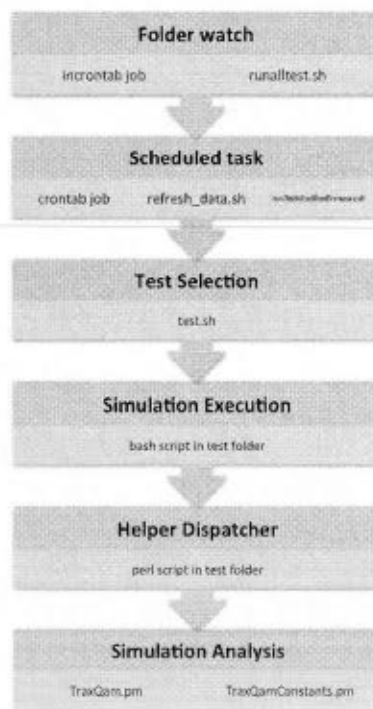 Folder watch
incrontab job runalltest.sh
Scheduled task
crontab job refresh_data.sh
Test Selection
test.sh
Simulation Execution
bash script in test folder
Helper Dispatcher
perl script in test folder
Simulation Analysis
TraxQam.pm TraxQamConstants.pm